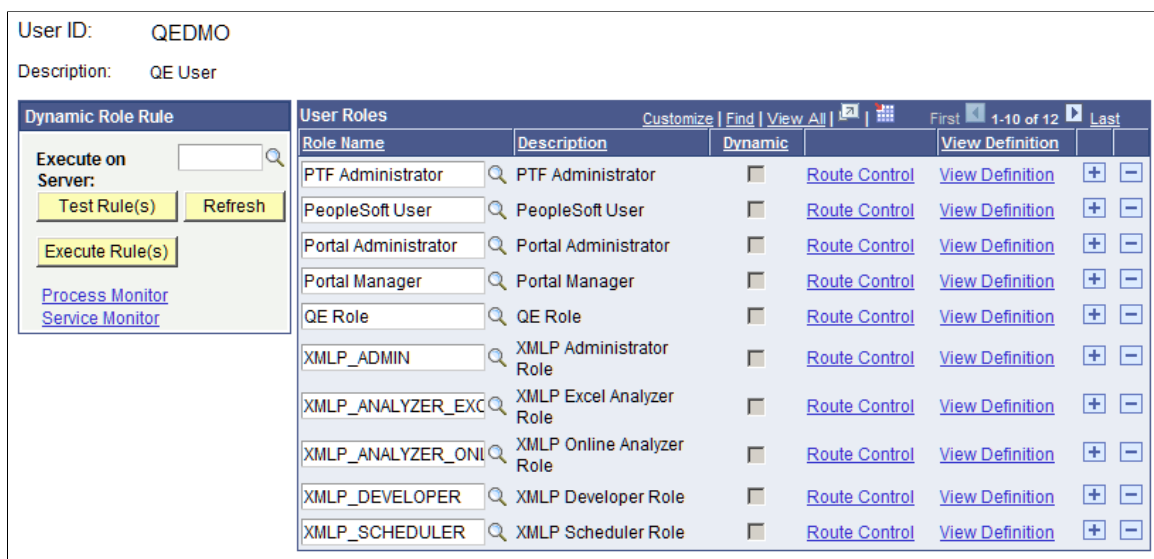 User ID: QEDMO
Description: QE User
Dynamic Role Rule
Execute on
Server:
Test Rule(s) Refresh
Execute Rule(s)
Process Monitor
Service Monitor
User Roles Customize | Find | View All | | First 1-10 of 12 Last
Role Name Description Dynamic View Definition
PTF Administrator PTF Administrator Route Control View Definition
PeopleSoft User PeopleSoft User Route Control View Definition
Portal Administrator Portal Administrator Route Control View Definition
Portal Manager Portal Manager Route Control View Definition
QE Role QE Role Route Control View Definition
XMLP_ADMIN XMLP Administrator Role Route Control View Definition
XMLP_ANALYZER_EXC XMLP Excel Analyzer Role Route Control View Definition
XMLP_ANALYZER_ONL XMLP Online Analyzer Role Route Control View Definition
XMLP_DEVELOPER XMLP Developer Role Route Control View Definition
XMLP_SCHEDULER XMLP Scheduler Role Route Control View Definition